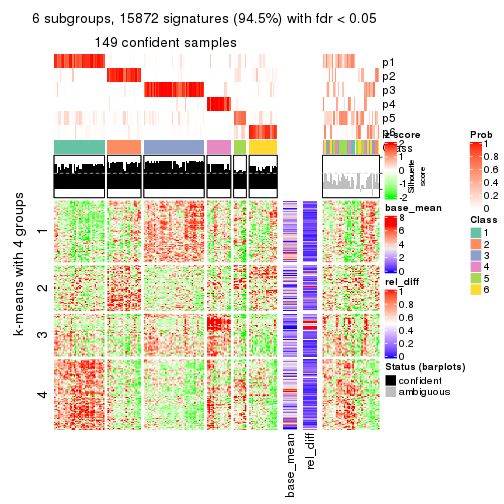 6 subgroups, 15872 signatures (94.5%) with fdr < 0.05
149 confident samples
p1
p2
p3
p4
p5
p6
z-score
2
1
-2
Class
Silhouette
score
base_mean
8
6
4
2
0
rel_diff
1
0.8
0.6
0.4
0.2
0
Status (barplots)
confident
ambiguous
Prob
1
0.8
0.6
0.4
0.2
0
Class
1
2
3
4
5
6
k-means with 4 groups
1
2
3
4
base_mean
rel_diff